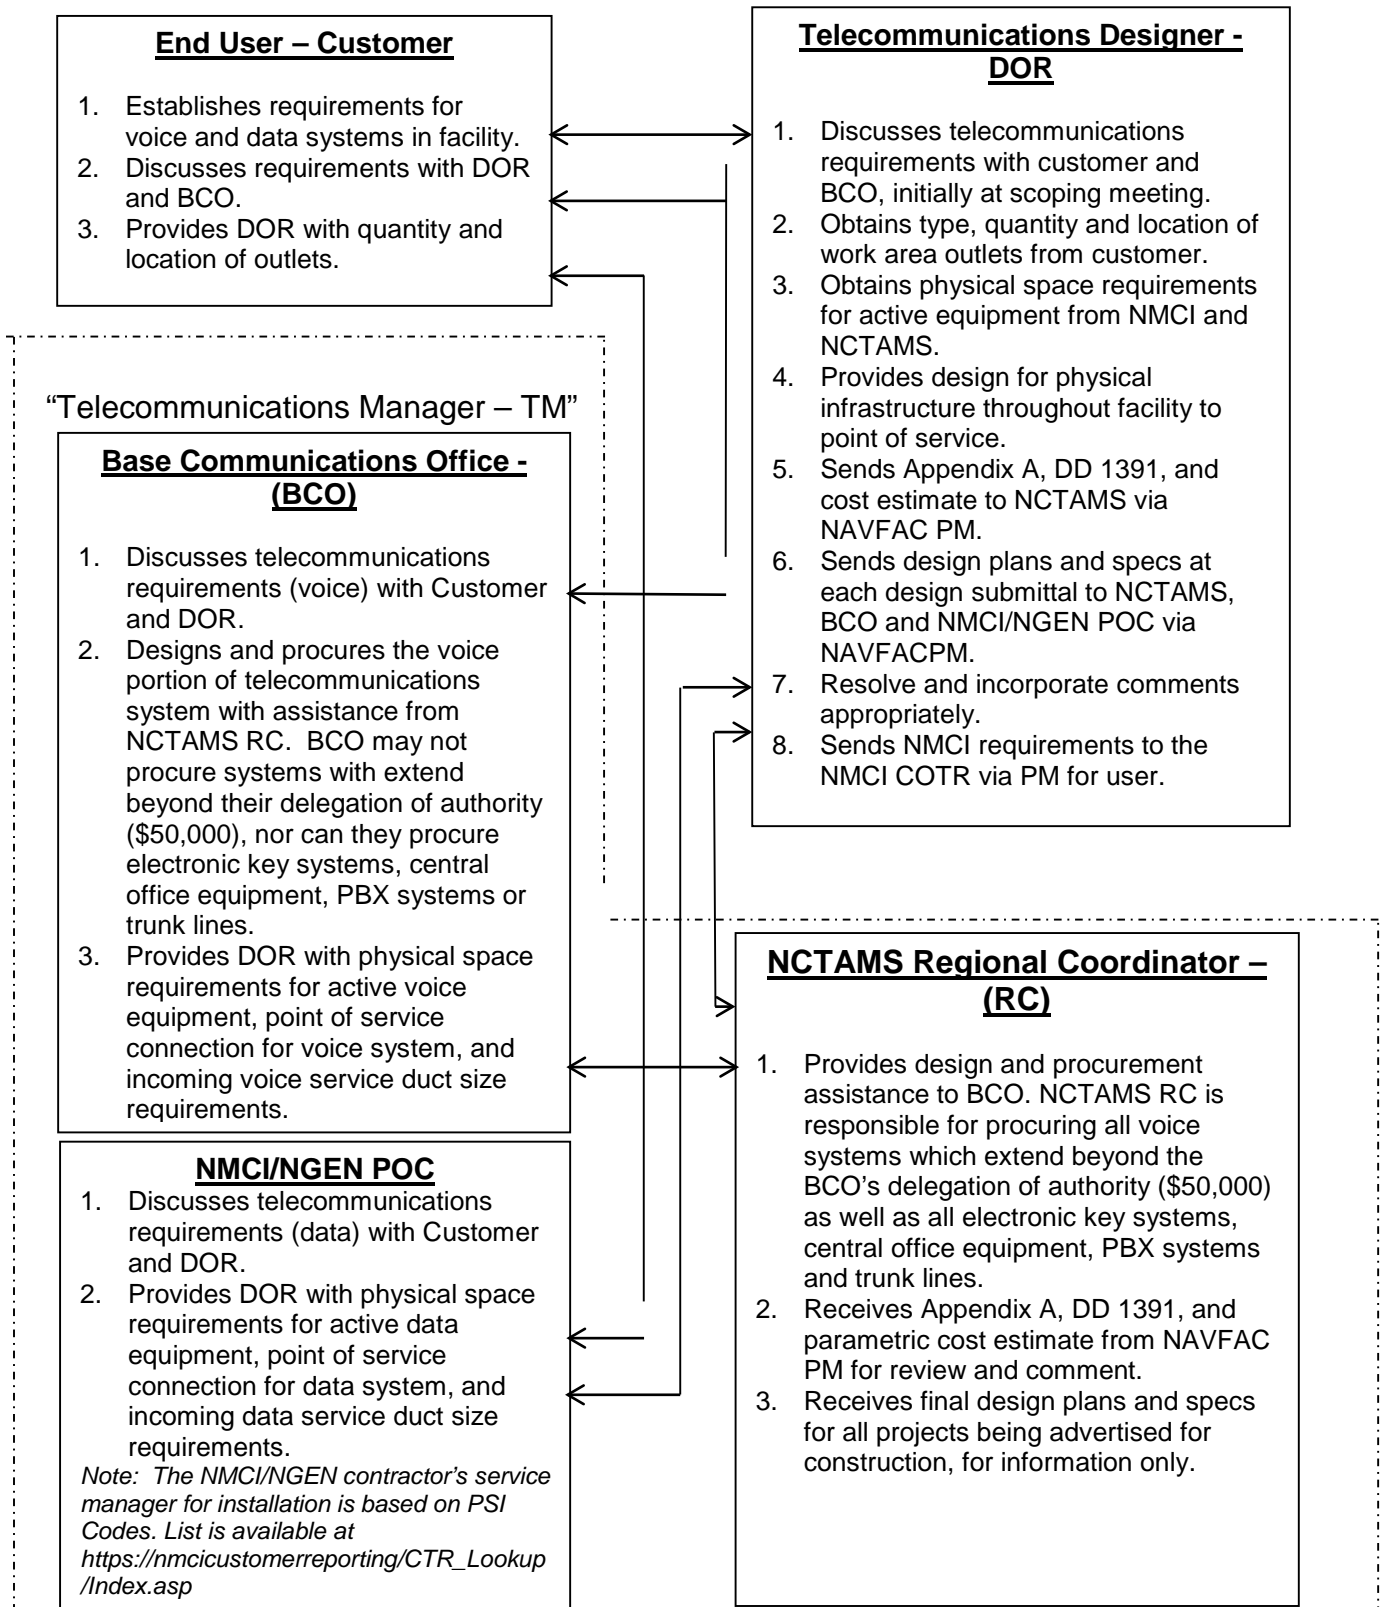 End User – Customer
1. Establishes requirements for
voice and data systems in facility.
2. Discusses requirements with DOR
and BCO.
3. Provides DOR with quantity and
location of outlets.
Telecommunications Designer -
DOR
1. Discusses telecommunications
requirements with customer and
BCO, initially at scoping meeting.
2. Obtains type, quantity and location of
work area outlets from customer.
3. Obtains physical space requirements
for active equipment from NMCI and
NCTAMS.
4. Provides design for physical
infrastructure throughout facility to
point of service.
5. Sends Appendix A, DD 1391, and
cost estimate to NCTAMS via
NAVFAC PM.
6. Sends design plans and specs at
each design submittal to NCTAMS,
BCO and NMCI/NGEN POC via
NAVFACPM.
7. Resolve and incorporate comments
appropriately.
8. Sends NMCI requirements to the
NMCI COTR via PM for user.
“Telecommunications Manager – TM”
Base Communications Office -
(BCO)
1. Discusses telecommunications
requirements (voice) with Customer
and DOR.
2. Designs and procures the voice
portion of telecommunications
system with assistance from
NCTAMS RC.  BCO may not
procure systems with extend
beyond their delegation of authority
($50,000), nor can they procure
electronic key systems, central
office equipment, PBX systems or
trunk lines.
3. Provides DOR with physical space
requirements for active voice
equipment, point of service
connection for voice system, and
incoming voice service duct size
requirements.
NMCI/NGEN POC
1. Discusses telecommunications
requirements (data) with Customer
and DOR.
2. Provides DOR with physical space
requirements for active data
equipment, point of service
connection for data system, and
incoming data service duct size
requirements.
Note:  The NMCI/NGEN contractor’s service
manager for installation is based on PSI
Codes. List is available at
https://nmcicustomerreporting/CTR_Lookup
/Index.asp
NCTAMS Regional Coordinator –
(RC)
1. Provides design and procurement
assistance to BCO. NCTAMS RC is
responsible for procuring all voice
systems which extend beyond the
BCO’s delegation of authority ($50,000)
as well as all electronic key systems,
central office equipment, PBX systems
and trunk lines.
2. Receives Appendix A, DD 1391, and
parametric cost estimate from NAVFAC
PM for review and comment.
3. Receives final design plans and specs
for all projects being advertised for
construction, for information only.